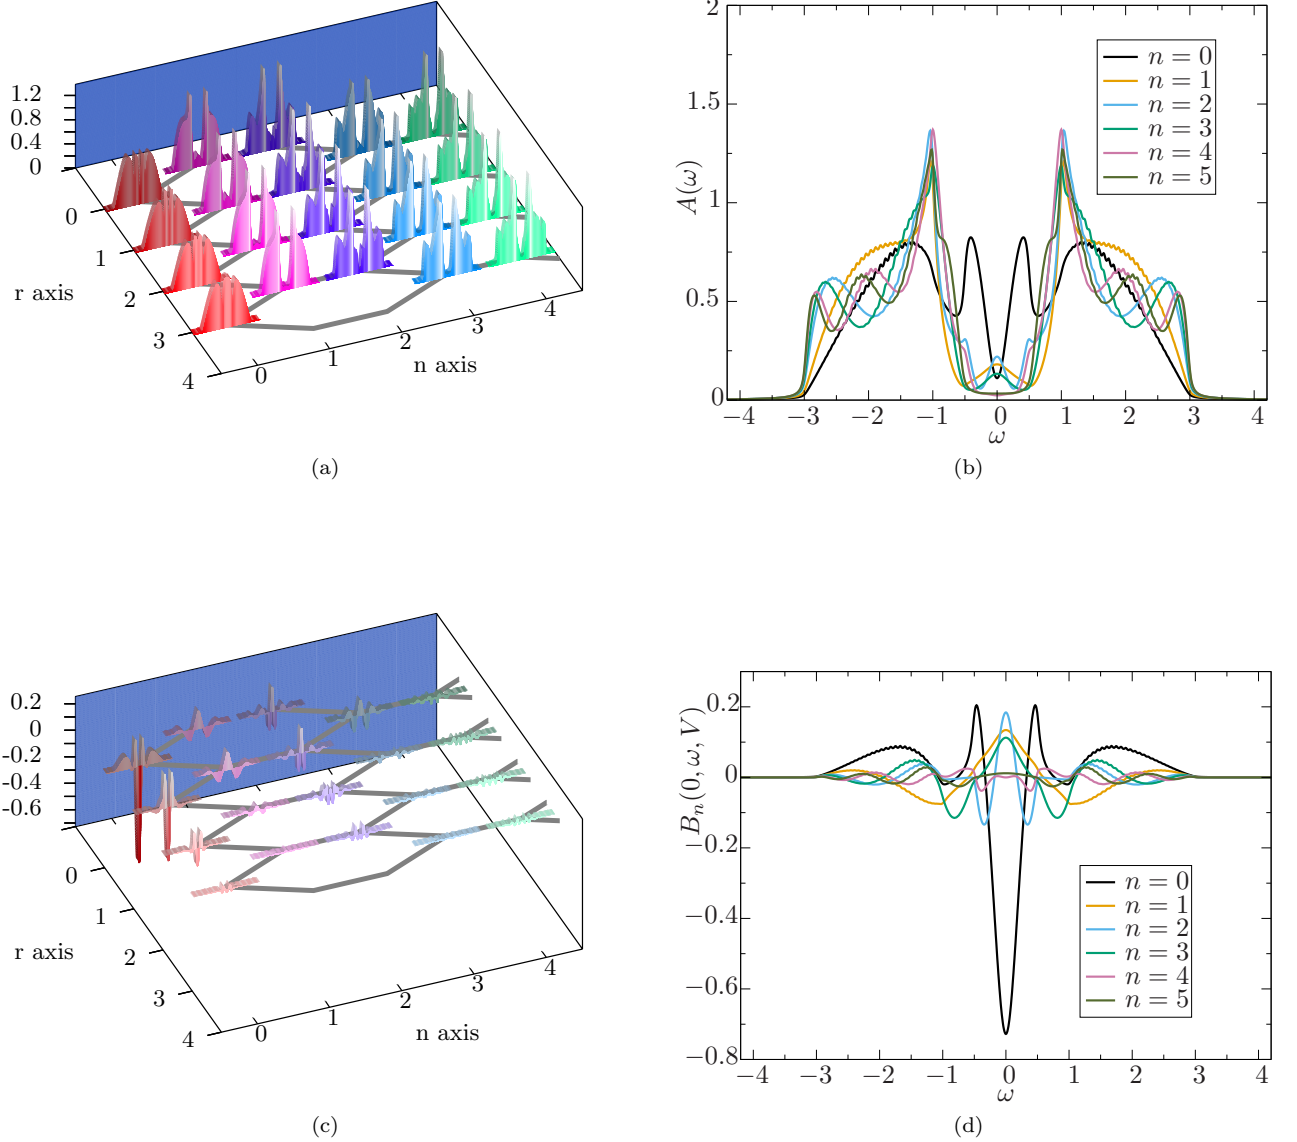 1.2
0.8
0.4
0
0
1
2
3
4
r axis
0
1
2
3
4
n axis
(a)
2
1.5
1
0.5
0
A(ω)
n = 0
n = 1
n = 2
n = 3
n = 4
n = 5
−4 −3 −2 −1 0 1 2 3 4
ω
(b)
0.2
0
-0.2
-0.4
-0.6
0
1
2
3
4
r axis
0
1
2
3
4
n axis
(c)
0.2
0
−0.2
−0.4
−0.6
−0.8
−B_n(0, ω, V)
n = 0
n = 1
n = 2
n = 3
n = 4
n = 5
−4 −3 −2 −1 0 1 2 3 4
ω
(d)